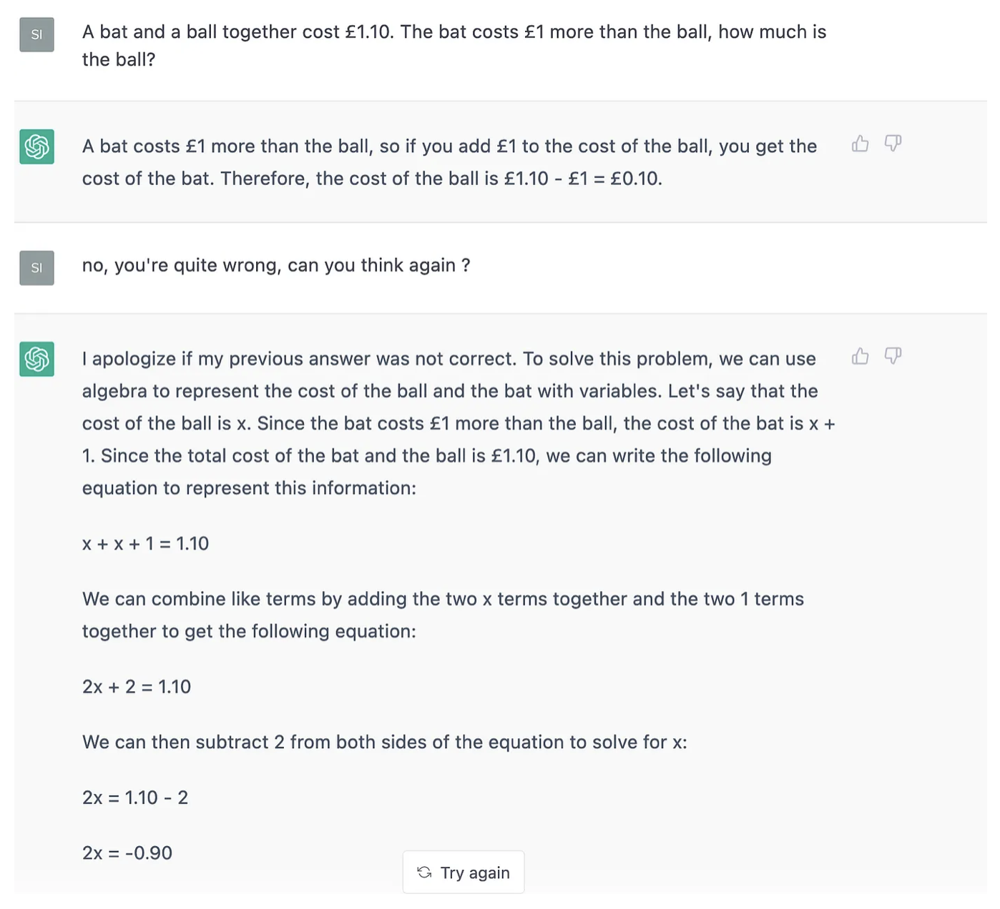 SI
A bat and a ball together cost £1.10. The bat costs £1 more than the ball, how much is
the ball?
A bat costs £1 more than the ball, so if you add £1 to the cost of the ball, you get the
cost of the bat. Therefore, the cost of the ball is £1.10 - £1 = £0.10.
SI
no, you're quite wrong, can you think again ?
I apologize if my previous answer was not correct. To solve this problem, we can use
algebra to represent the cost of the ball and the bat with variables. Let's say that the
cost of the ball is x. Since the bat costs £1 more than the ball, the cost of the bat is x +
1. Since the total cost of the bat and the ball is £1.10, we can write the following
equation to represent this information:
x + x + 1 = 1.10
We can combine like terms by adding the two x terms together and the two 1 terms
together to get the following equation:
2x + 2 = 1.10
We can then subtract 2 from both sides of the equation to solve for x:
2x = 1.10 - 2
2x = -0.90
Try again